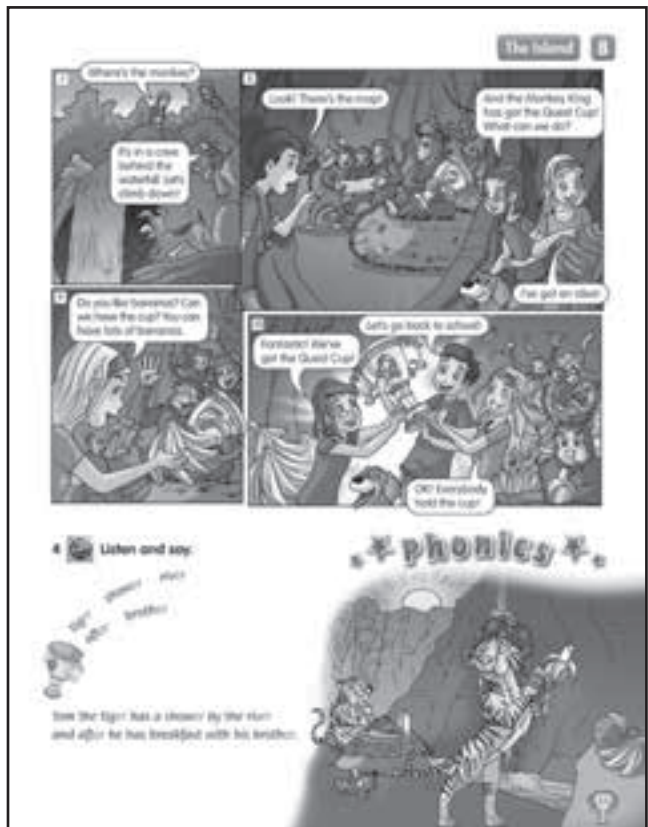 The Island 8
Where's the monkey?
It's in a cave
behind the
waterfall. Let's
climb down!
Look! There's the map!
And the Monkey King
has got the Quest Cup!
What can we do?
I've got an idea!
Do you like bananas? Can
we have the cup? You can
have lots of bananas.
Fantastic! We've
got the Quest Cup!
Let's go back to school!
OK! Everybody
hold the cup!
4 Listen and say.
phonics
tiger shower river
after brother
Tom the tiger has a shower by the river
and after he has breakfast with his brother.